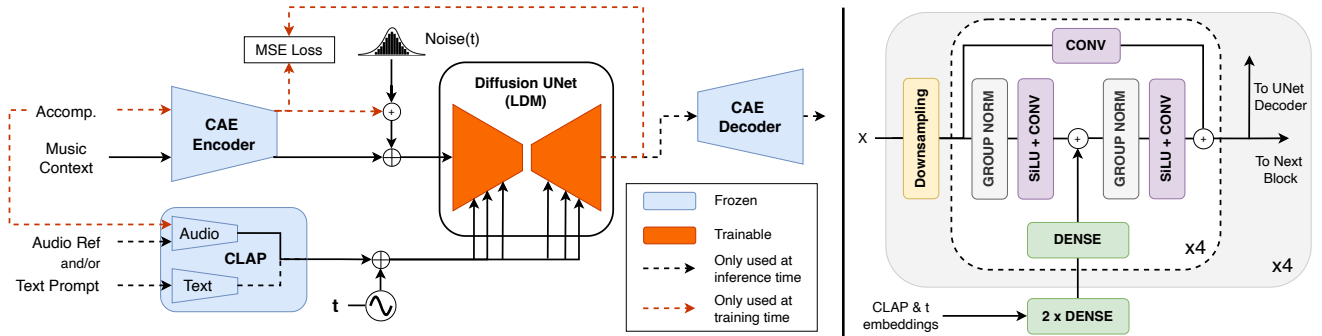 MSE Loss
Noise(t)
Diffusion UNet
(LDM)
Accomp.
CAE
Encoder
+
Music
Context
CAE
Decoder
Audio
Audio Ref
and/or
CLAP
Text Prompt
Text
t
Frozen
Trainable
Only used at
inference time
Only used at
training time
CONV
X
Downsampling
GROUP NORM
SiLU + CONV
+
GROUP NORM
SiLU + CONV
+
To UNet
Decoder
To Next
Block
DENSE
x4
x4
CLAP & t
embeddings
2 x DENSE